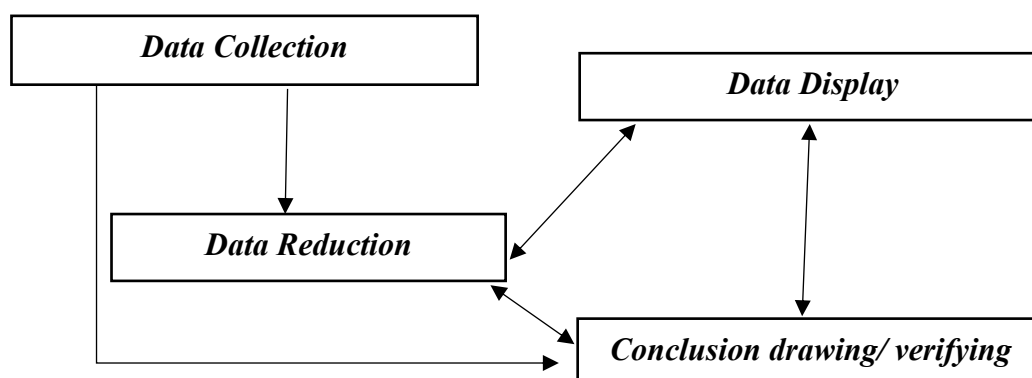 Data Collection
Data Display
Data Reduction
Conclusion drawing/ verifying